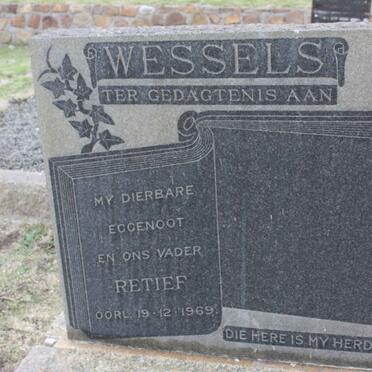 WESSELS
TER GEDAGTENIS AAN
MY DIERBARE
EGGENOOT
EN ONS VADER
RETIEF
OORL. 19-12-1969.
DIE HERE IS MY HERD